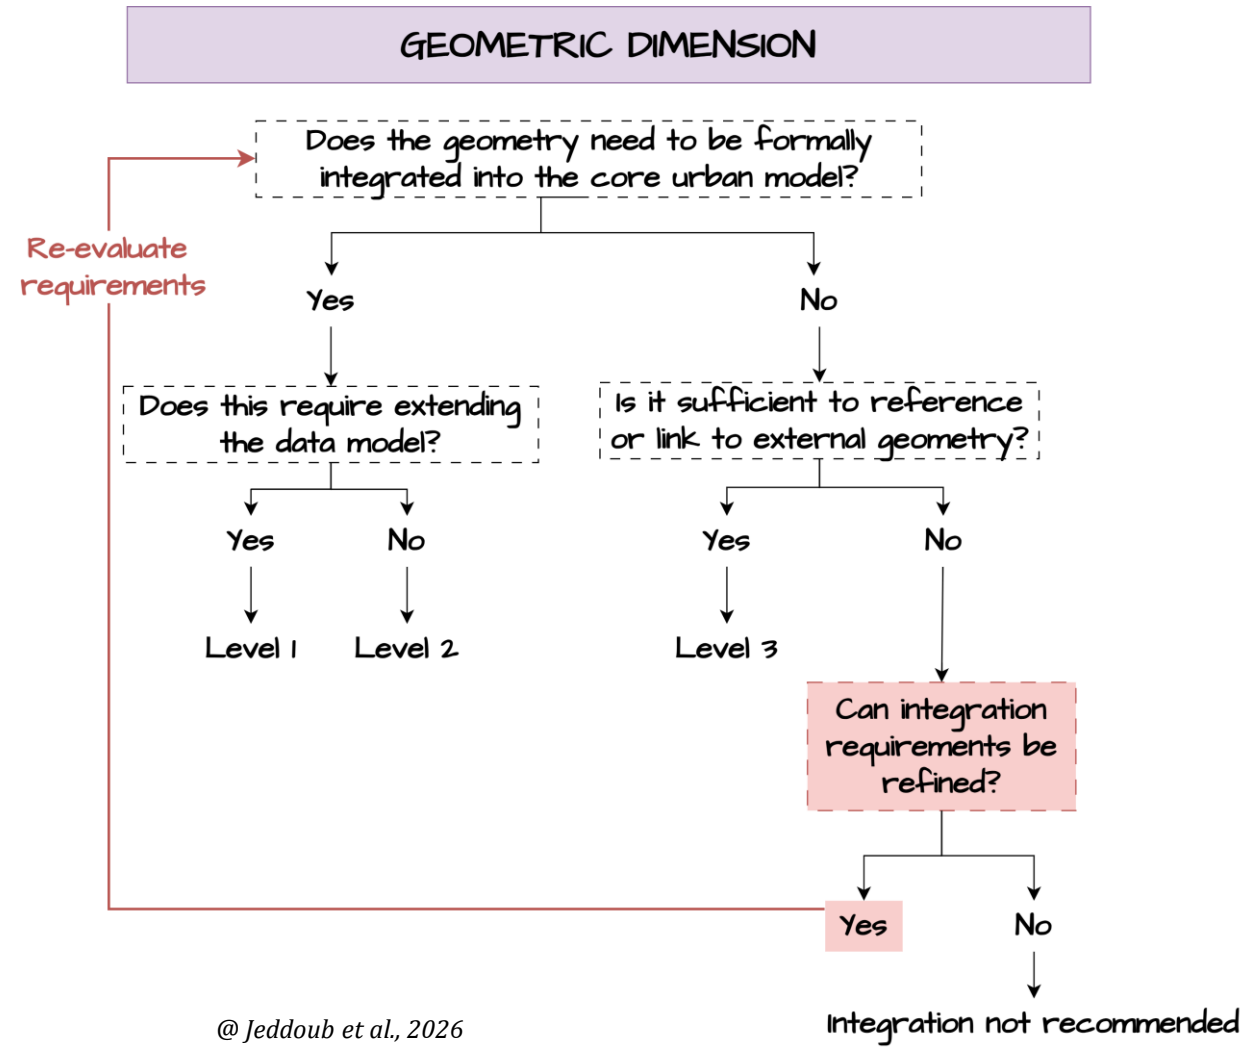 GEOMETRIC DIMENSION
Does the geometry need to be formally
integrated into the core urban model?
Re-evaluate
requirements
Yes
No
Does this require extending
the data model?
Is it sufficient to reference
or link to external geometry?
Yes
No
Yes
No
Level 1
Level 2
Level 3
Can integration
requirements be
refined?
Yes
No
Integration not recommended
@ Jeddoub et al., 2026